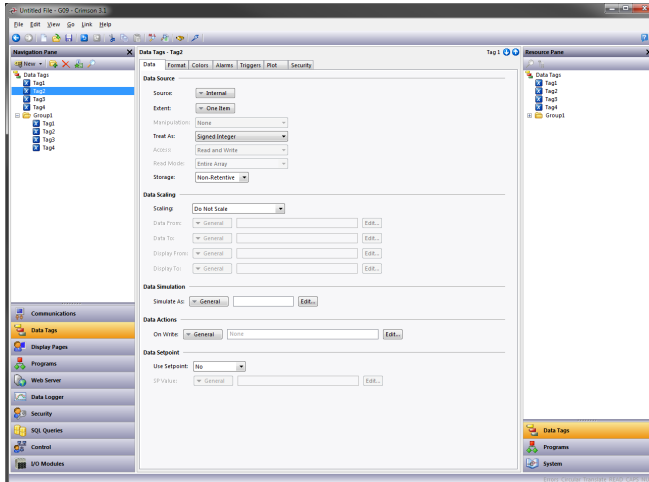 Untitled File - G09 - Crimson 3.1
File Edit View Go Link Help
Navigation Pane
Data Tags - Tag2
Tag 1
Resource Pane
New
Data Format Colors Alarms Triggers Plot Security
Data Tags
Tag1
Tag2
Tag3
Tag4
Group1
Tag1
Tag2
Tag3
Tag4
Data Source
Source: Internal
Extent: One Item
Manipulation: None
Treat As: Signed Integer
Access: Read and Write
Read Mode: Entire Array
Storage: Non-Retentive
Data Scaling
Scaling: Do Not Scale
Data From: General Edit...
Data To: General Edit...
Display From: General Edit...
Display To: General Edit...
Data Simulation
Simulate As: General Edit...
Data Actions
On Write: General None Edit...
Data Setpoint
Use Setpoint: No
SP Value: General Edit...
Communications
Data Tags
Display Pages
Programs
Web Server
Data Logger
Security
SQL Queries
Control
I/O Modules
Data Tags
Tag1
Tag2
Tag3
Tag4
Group1
Data Tags
Programs
System